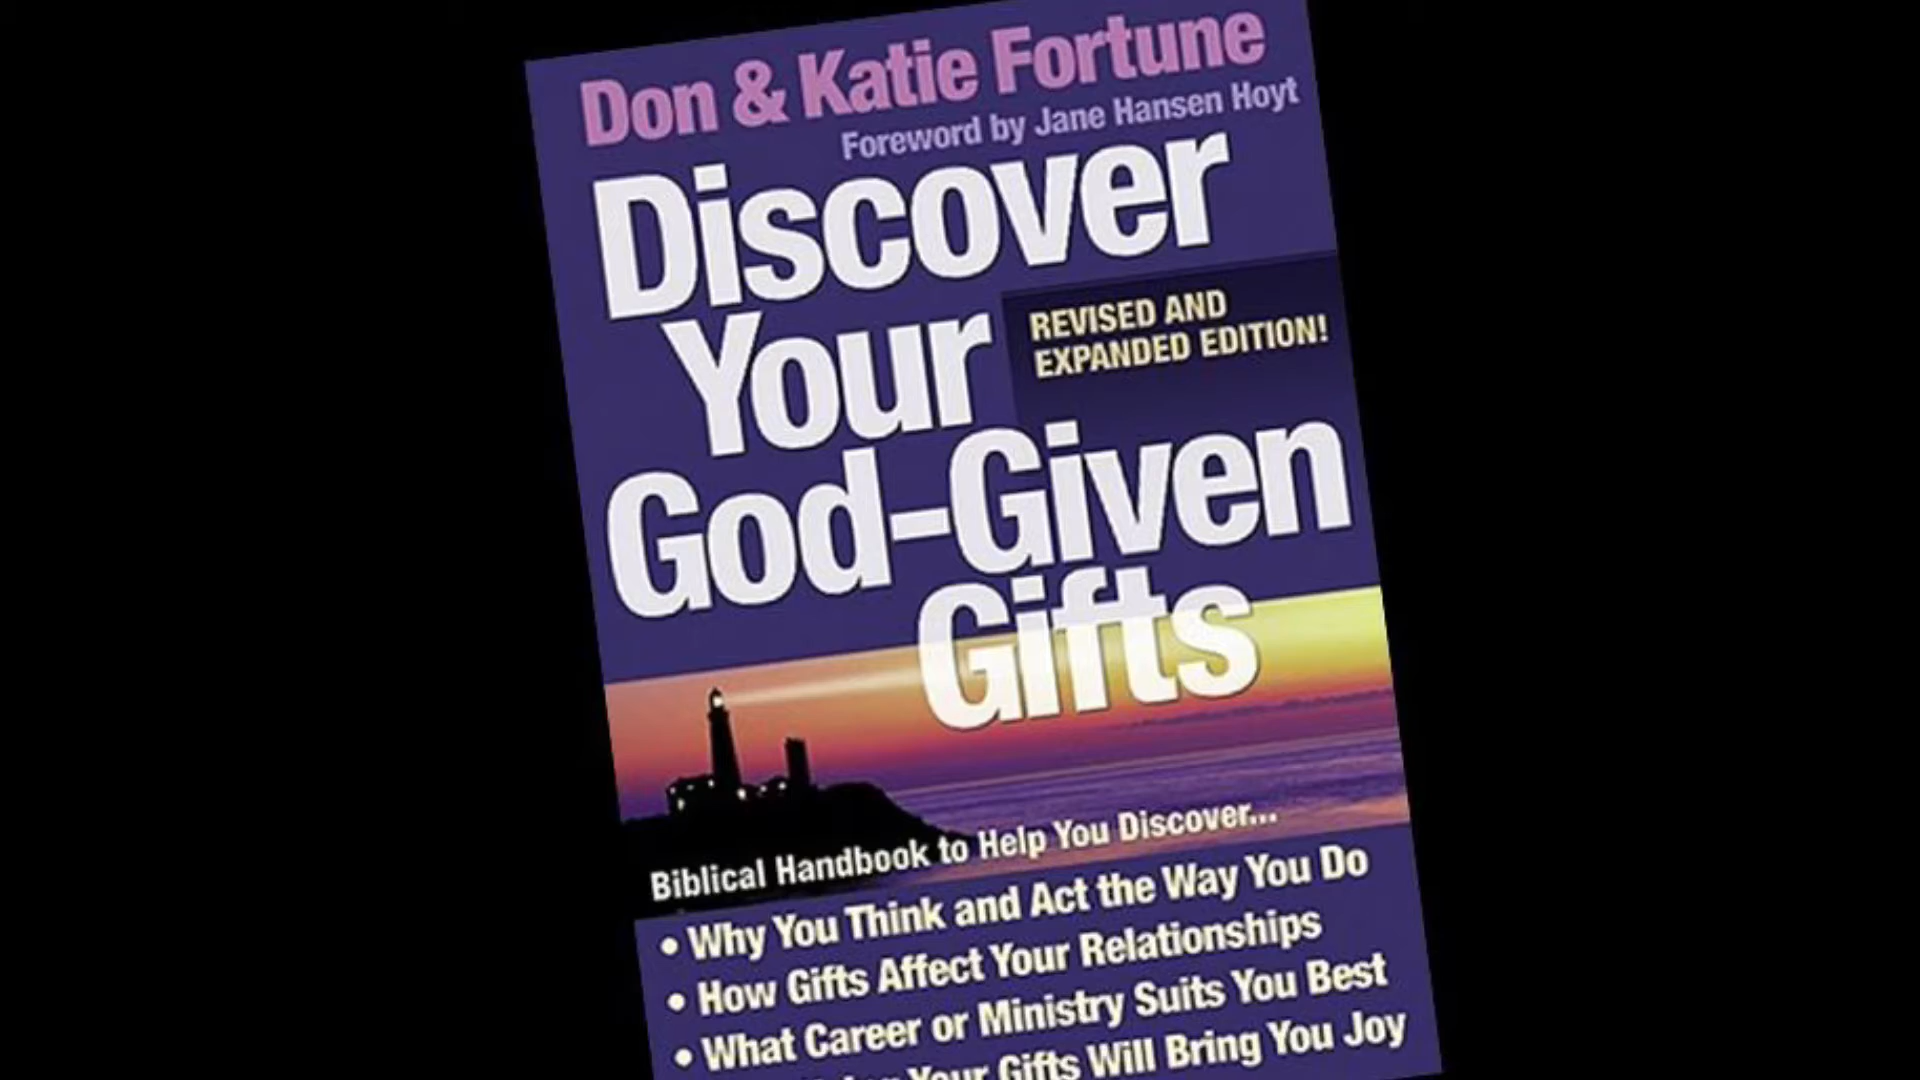 Don & Katie Fortune
Foreword by Jane Hansen Hoyt
Discover
Your
REVISED AND
EXPANDED EDITION!
God-Given
Gifts
Biblical Handbook to Help You Discover...
• Why You Think and Act the Way You Do
• How Gifts Affect Your Relationships
• What Career or Ministry Suits You Best
Your Gifts Will Bring You Joy